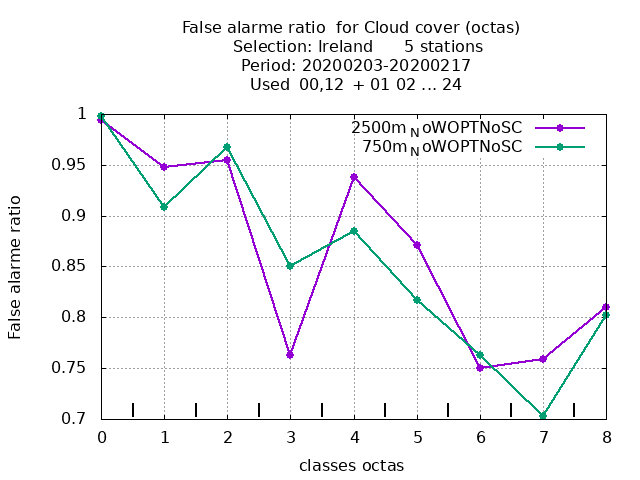 False alarme ratio  for Cloud cover (octas)
Selection: Ireland      5 stations
Period: 20200203-20200217
Used  00,12  + 01 02 ... 24
2500m_NoWOPTNoSC
750m_NoWOPTNoSC
1
0.95
0.9
0.85
0.8
0.75
0.7
False alarme ratio
0 1 2 3 4 5 6 7 8
classes octas